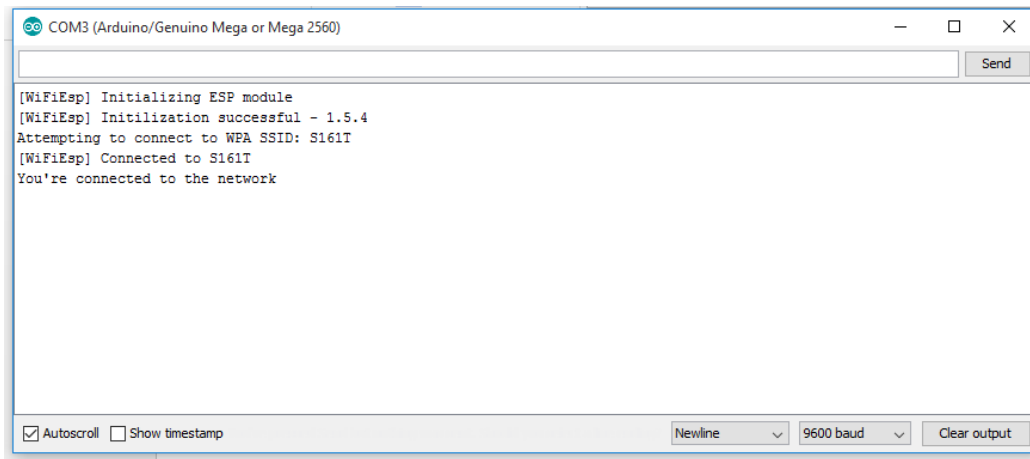 COM3 (Arduino/Genuino Mega or Mega 2560)
Send
[WiFiEsp] Initializing ESP module
[WiFiEsp] Initilization successful - 1.5.4
Attempting to connect to WPA SSID: S161T
[WiFiEsp] Connected to S161T
You're connected to the network
Autoscroll Show timestamp Newline 9600 baud Clear output